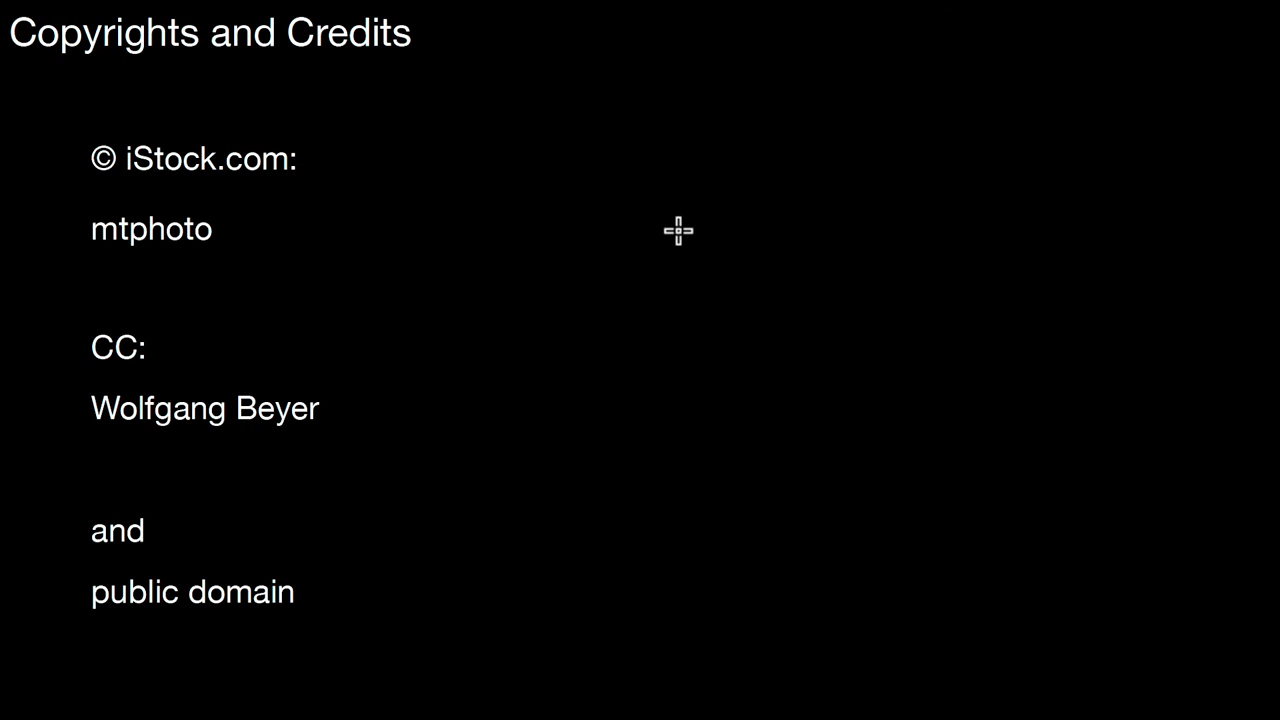 Copyrights and Credits
© iStock.com:
mtphoto
CC:
Wolfgang Beyer
and
public domain